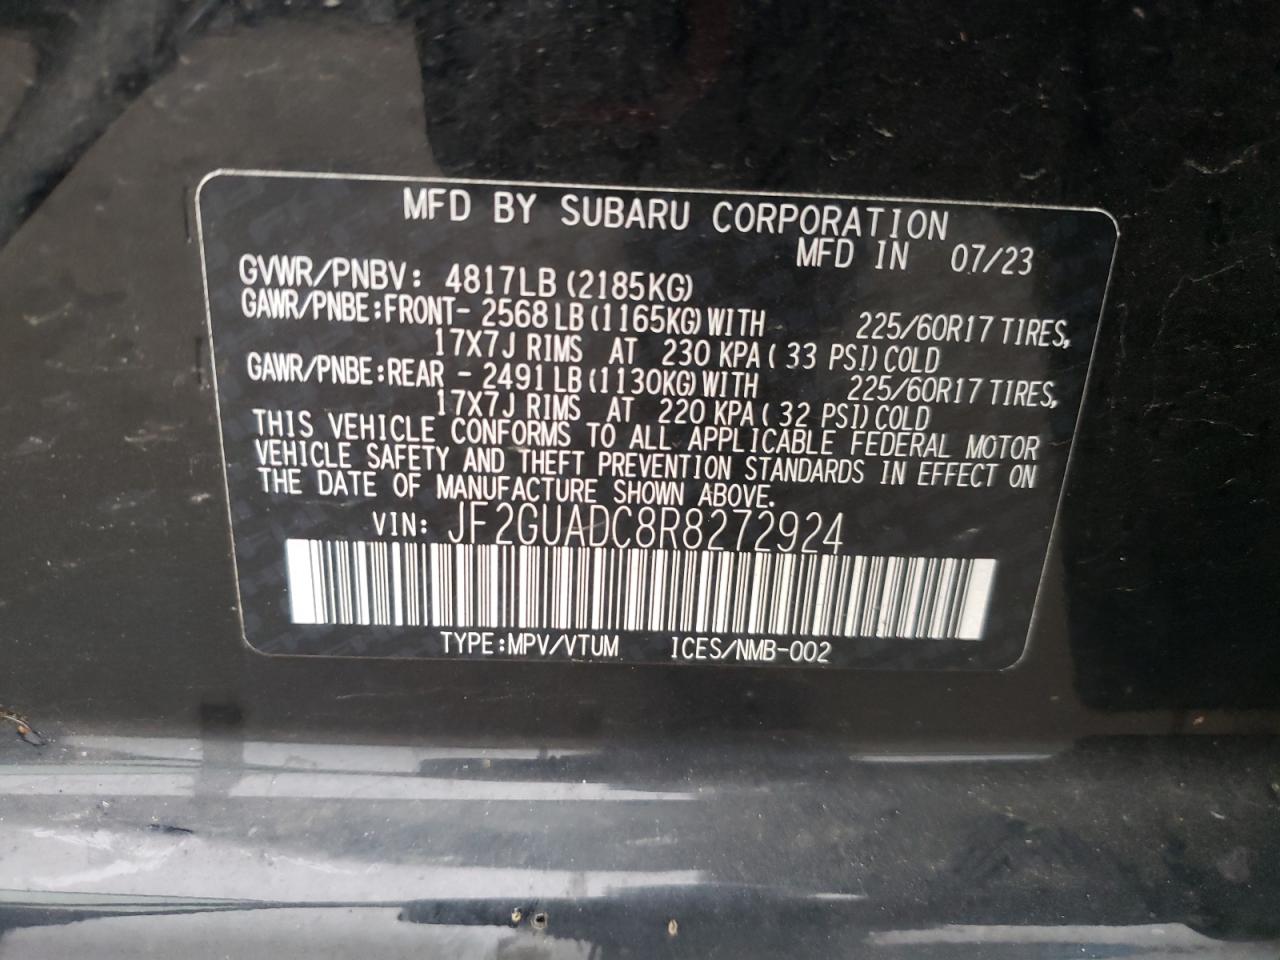 MFD BY SUBARU CORPORATION
MFD IN 07/23
GVWR/PNBV: 4817LB (2185KG)
GAWR/PNBE:FRONT- 2568 LB (1165KG) WITH 225/60R17 TIRES,
17X7J RIMS AT 230 KPA ( 33 PSI) COLD
GAWR/PNBE:REAR - 2491 LB (1130KG) WITH 225/60R17 TIRES,
17X7J RIMS AT 220 KPA ( 32 PSI) COLD
THIS VEHICLE CONFORMS TO ALL APPLICABLE FEDERAL MOTOR
VEHICLE SAFETY AND THEFT PREVENTION STANDARDS IN EFFECT ON
THE DATE OF MANUFACTURE SHOWN ABOVE.
VIN: JF2GUADC8R8272924
TYPE:MPV/VTUM ICES/NMB-002